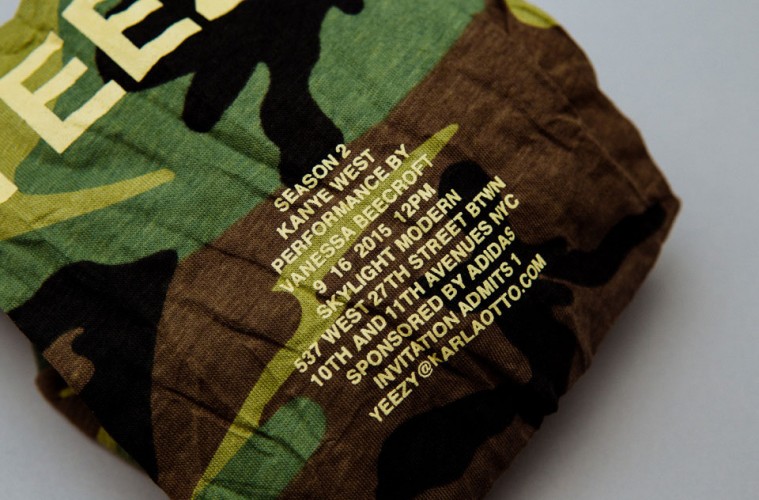 EE
SEASON 2
KANYE WEST
PERFORMANCE BY
VANESSA BEECROFT
9 16 2015 12PM
SKYLIGHT MODERN
537 WEST 27TH STREET BTWN
10TH AND 11TH AVENUES NYC
SPONSORED BY ADIDAS
INVITATION ADMITS 1
YEEZY@KARLAOTTO.COM